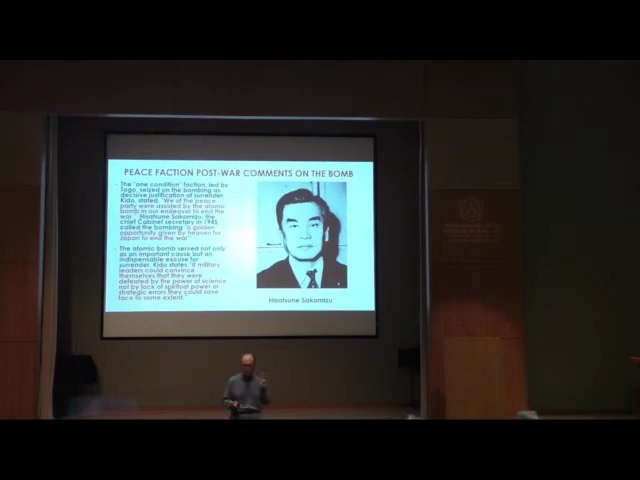 PEACE FACTION POST-WAR COMMENTS ON THE BOMB
- The "one condition" faction, led by
Togo, seized on the bombing as
decisive justification of surrender.
Kido, stated, "We of the peace
party were assisted by the atomic
bomb in our endeavor to end the
war." Hisatsune Sakomizu, the
chief Cabinet secretary in 1945
called the bombing "a golden
opportunity given by heaven for
Japan to end the war"
- The atomic bomb served not only
as an important cause but an
indispensable excuse for
surrender. Kido states "If military
leaders could convince
themselves that they were
defeated by the power of science
not by lack of spiritual power or
strategic errors they could save
face to some extent."
Hisatsune Sakomizu